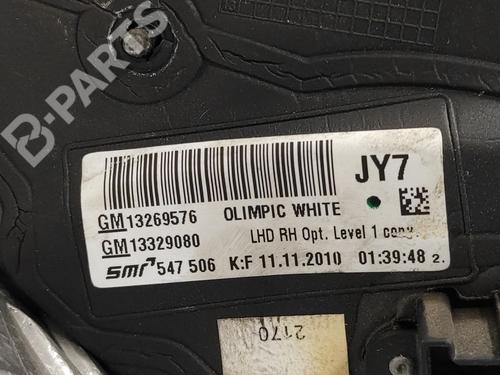 B-PARTS
JY7
GM13269576 OLIMPIC WHITE
GM13329080 LHD RH Opt. Level 1
smr 547 506 K:F 11.11.2010 01:39:48 2.
2170